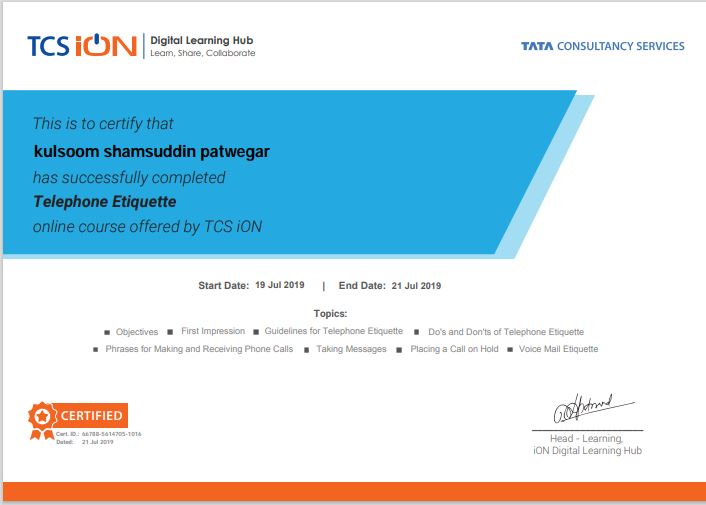 TCS iON
Digital Learning Hub
Learn, Share, Collaborate
TATA CONSULTANCY SERVICES
This is to certify that
kulsoom shamsuddin patwegar
has successfully completed
Telephone Etiquette
online course offered by TCS iON
Start Date: 19 Jul 2019 | End Date: 21 Jul 2019
Topics:
■ Objectives ■ First Impression ■ Guidelines for Telephone Etiquette ■ Do's and Don'ts of Telephone Etiquette
■ Phrases for Making and Receiving Phone Calls ■ Taking Messages ■ Placing a Call on Hold ■ Voice Mail Etiquette
CERTIFIED
Cert. ID.: 66788-5614705-1016
Dated: 21 Jul 2019
Head - Learning,
iON Digital Learning Hub